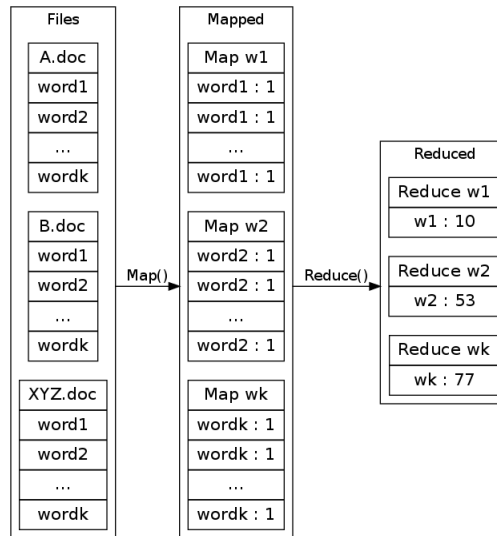 Files
A.doc
word1
word2
...
wordk
B.doc
word1
word2
...
wordk
XYZ.doc
word1
word2
...
wordk
Map()
Mapped
Map w1
word1 : 1
word1 : 1
...
word1 : 1
Map w2
word2 : 1
word2 : 1
...
word2 : 1
Map wk
wordk : 1
wordk : 1
...
wordk : 1
Reduce()
Reduced
Reduce w1
w1 : 10
Reduce w2
w2 : 53
Reduce wk
wk : 77